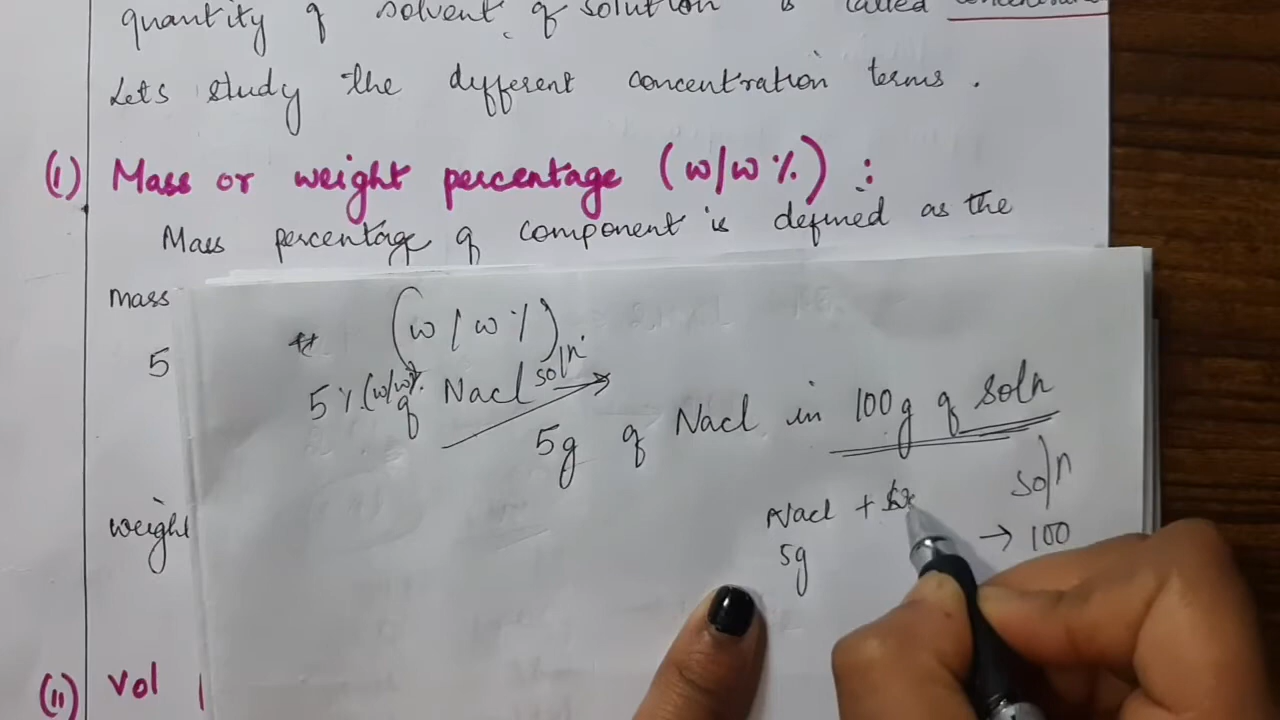 quantity of solvent of solution is called
Lets study the different concentration terms.
(I) Mass or weight percentage (w/w %) :
Mass percentage of component is defined as the
mass
(w/w%)
5
5% (w/w)% of Nacl soln
5g of Nacl in 100g of soln
soln
weight
Nacl +
5g → 100
(II) Vol